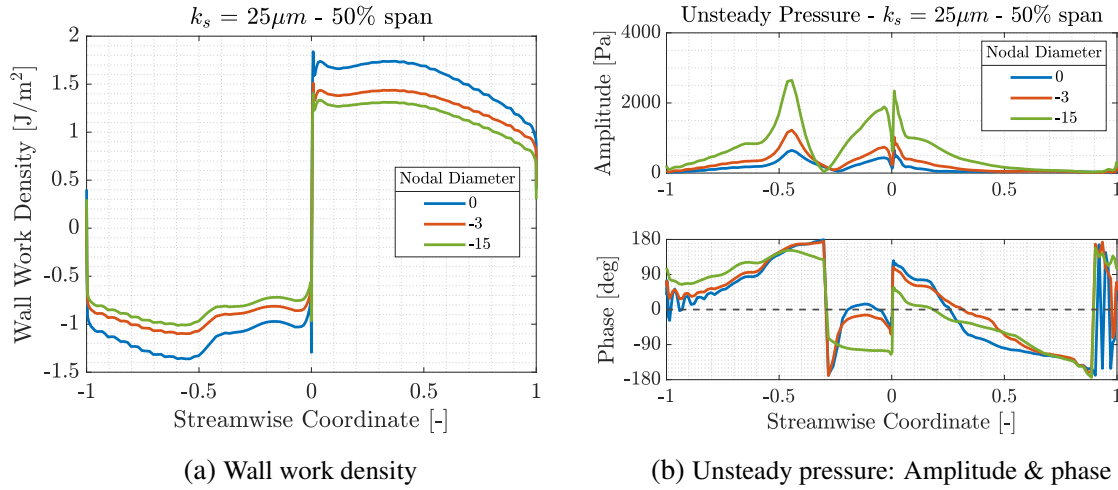 k_s = 25μm - 50% span
Wall Work Density [J/m²]
2
1.5
1
0.5
0
-0.5
-1
-1.5
Nodal Diameter
0
-3
-15
-1 -0.5 0 0.5 1
Streamwise Coordinate [-]
(a) Wall work density
Unsteady Pressure - k_s = 25μm - 50% span
Amplitude [Pa]
4000
2000
0
Nodal Diameter
0
-3
-15
-1 -0.5 0 0.5 1
Phase [deg]
180
90
0
-90
-180
-1 -0.5 0 0.5 1
Streamwise Coordinate [-]
(b) Unsteady pressure: Amplitude & phase